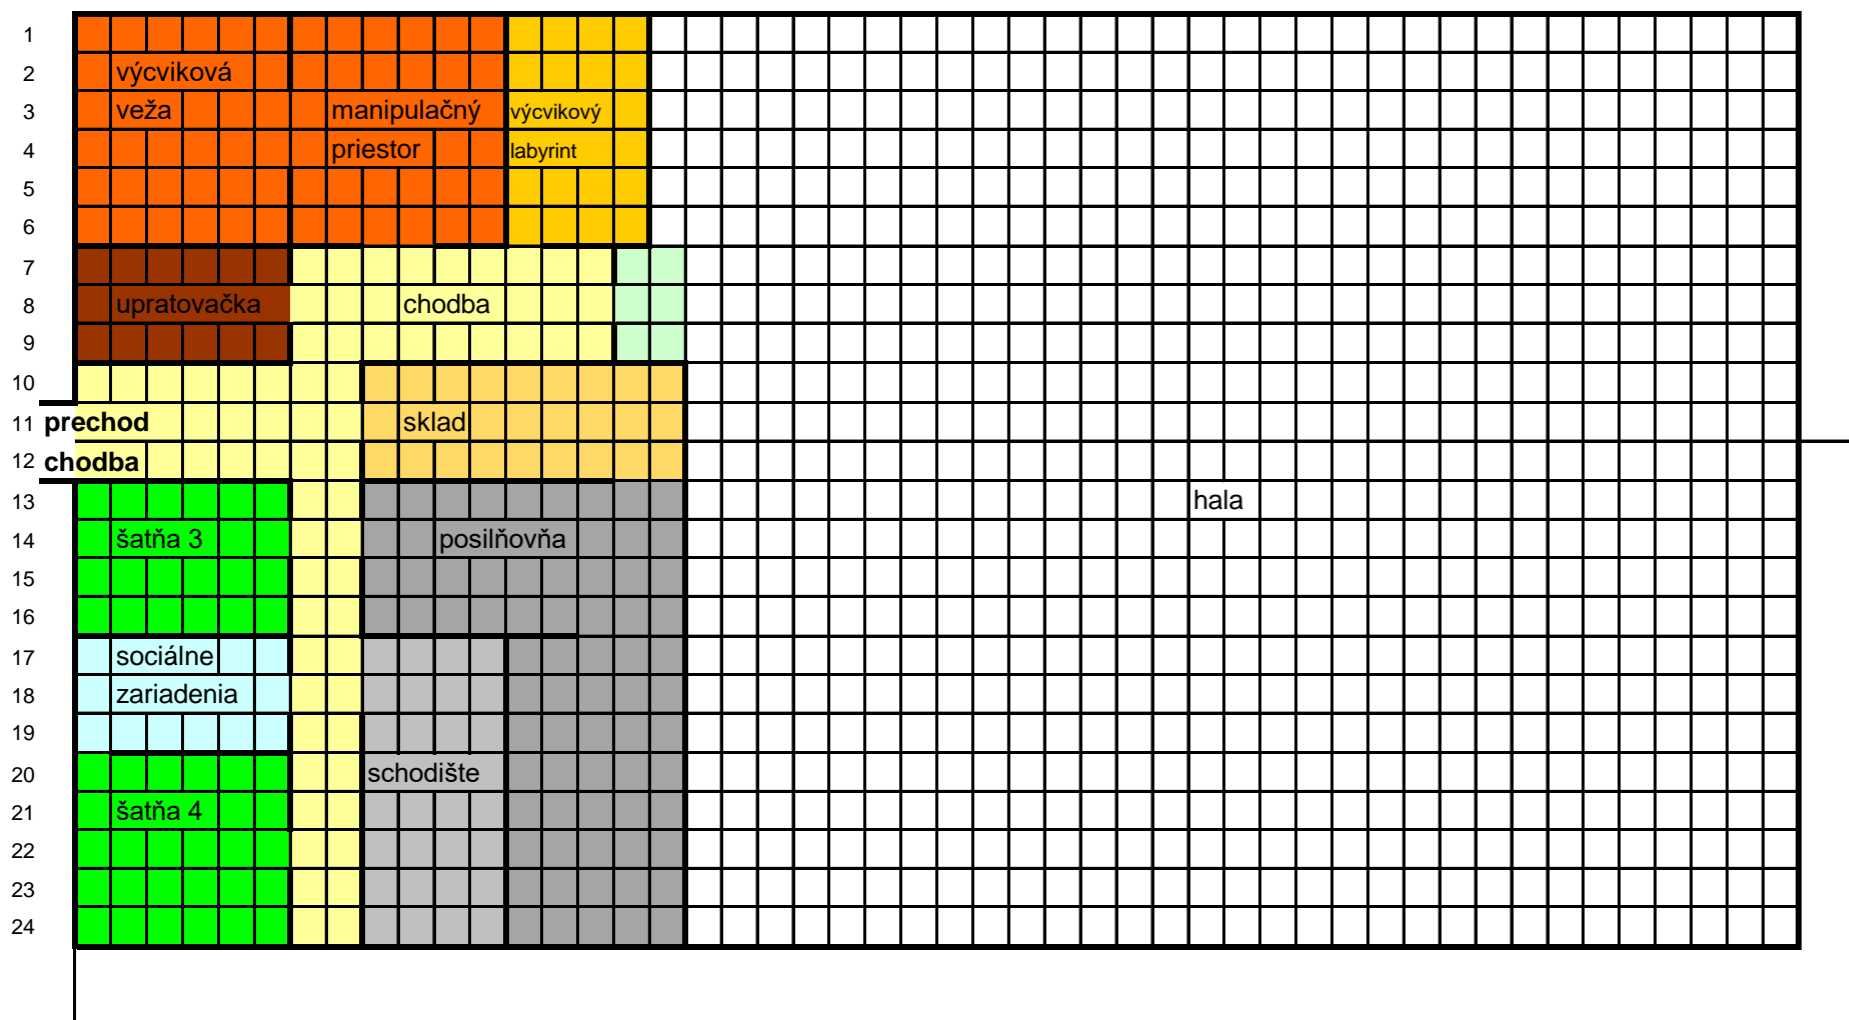 1
2 výcviková
3 veža manipulačný výcvikový
4 priestor labyrint
5
6
7
8 upratovačka chodba
9
10
11 prechod sklad
12 chodba
13 hala
14 šatňa 3 posilňovňa
15
16
17 sociálne
18 zariadenia
19
20 schodište
21 šatňa 4
22
23
24